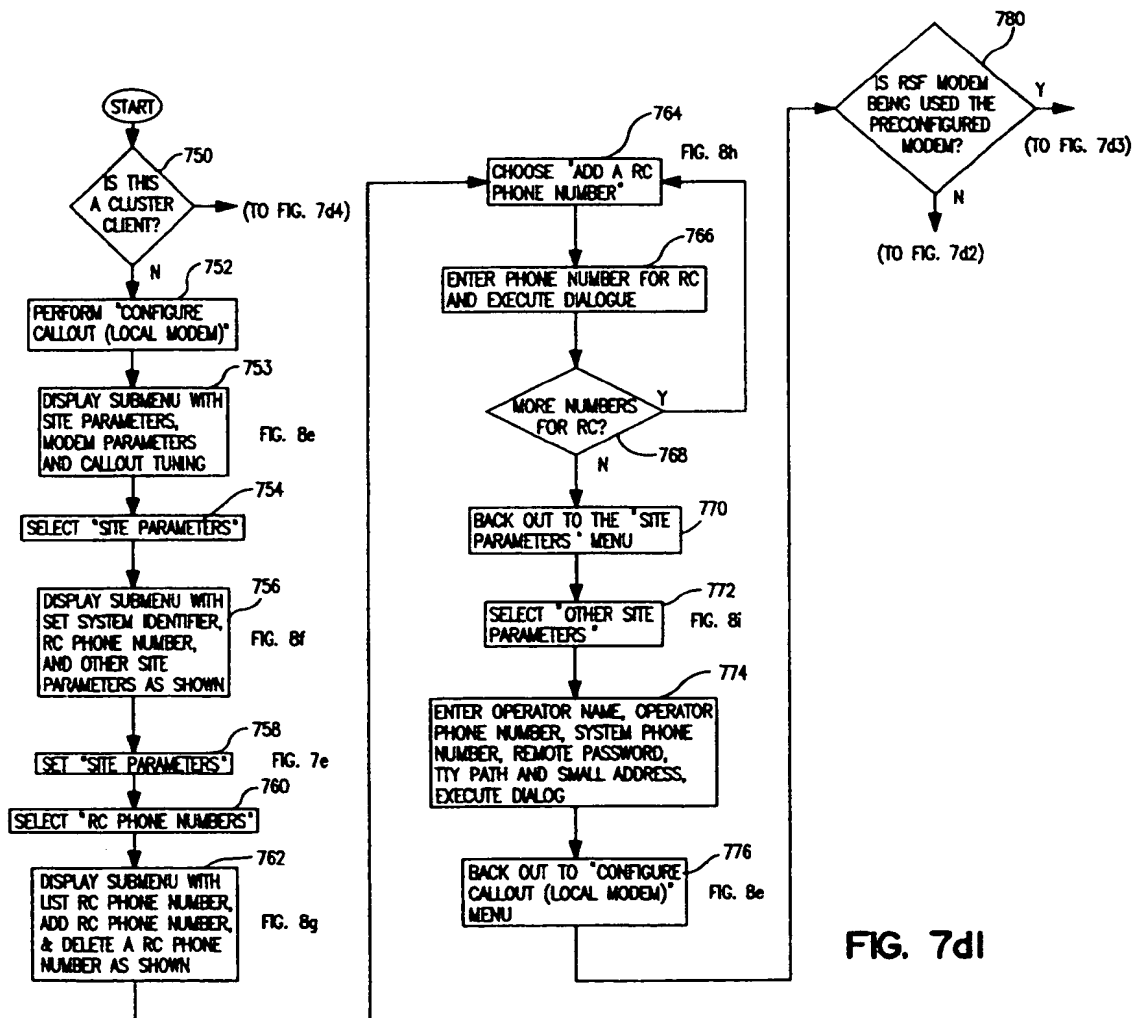 START
750
IS THIS
A CLUSTER
CLIENT?
(TO FIG. 7d4)
N
752
PERFORM "CONFIGURE
CALLOUT (LOCAL MODEM)"
753
DISPLAY SUBMENU WITH
SITE PARAMETERS,
MODEM PARAMETERS
AND CALLOUT TUNING
FIG. 8e
754
SELECT "SITE PARAMETERS"
756
DISPLAY SUBMENU WITH
SET SYSTEM IDENTIFIER,
RC PHONE NUMBER,
AND OTHER SITE
PARAMETERS AS SHOWN
FIG. 8f
758
SET "SITE PARAMETERS"
FIG. 7e
760
SELECT "RC PHONE NUMBERS"
762
DISPLAY SUBMENU WITH
LIST RC PHONE NUMBER,
ADD RC PHONE NUMBER,
& DELETE A RC PHONE
NUMBER AS SHOWN
FIG. 8g
764
FIG. 8h
CHOOSE "ADD A RC
PHONE NUMBER"
766
ENTER PHONE NUMBER FOR RC
AND EXECUTE DIALOGUE
MORE NUMBERS
FOR RC?
Y
768
N
BACK OUT TO THE "SITE
PARAMETERS" MENU
770
772
SELECT "OTHER SITE
PARAMETERS"
FIG. 8i
774
ENTER OPERATOR NAME, OPERATOR
PHONE NUMBER, SYSTEM PHONE
NUMBER, REMOTE PASSWORD,
TTY PATH AND SMALL ADDRESS,
EXECUTE DIALOG
776
BACK OUT TO "CONFIGURE
CALLOUT (LOCAL MODEM)"
MENU
FIG. 8e
780
IS RSF MODEM
BEING USED THE
PRECONFIGURED
MODEM?
Y
(TO FIG. 7d3)
N
(TO FIG. 7d2)
FIG. 7d1